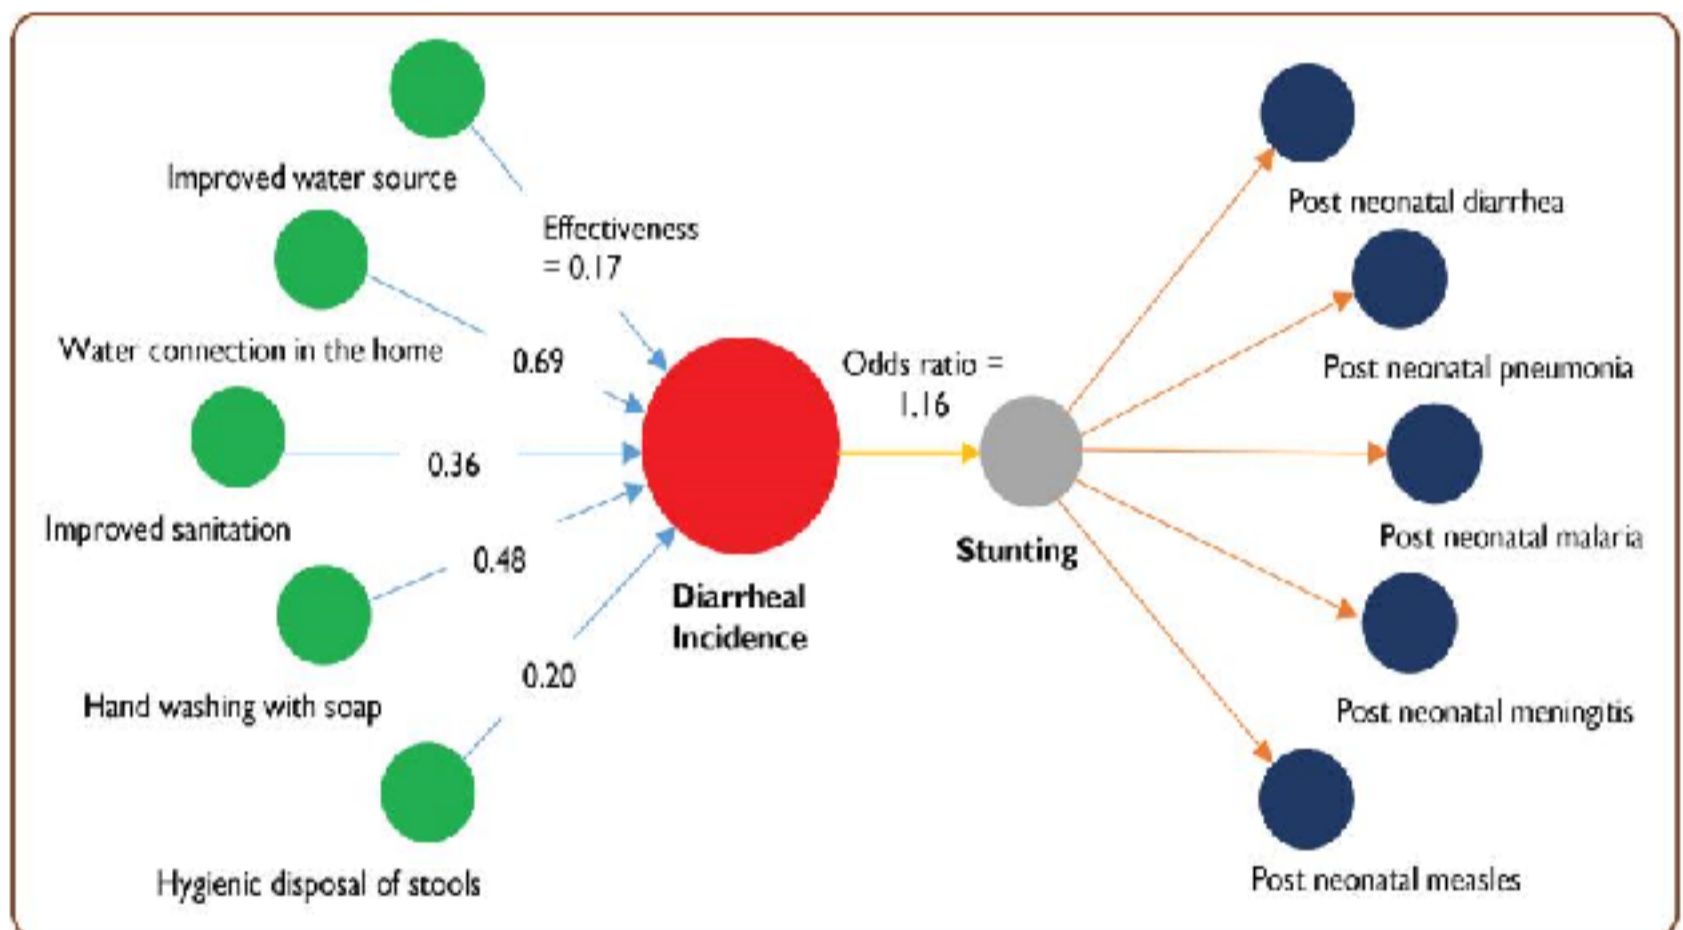 Improved water source
Effectiveness
= 0.17
Water connection in the home
0.69
Improved sanitation
0.36
Hand washing with soap
0.48
Hygienic disposal of stools
0.20
Diarrheal
Incidence
Odds ratio =
1.16
Stunting
Post neonatal diarrhea
Post neonatal pneumonia
Post neonatal malaria
Post neonatal meningitis
Post neonatal measles